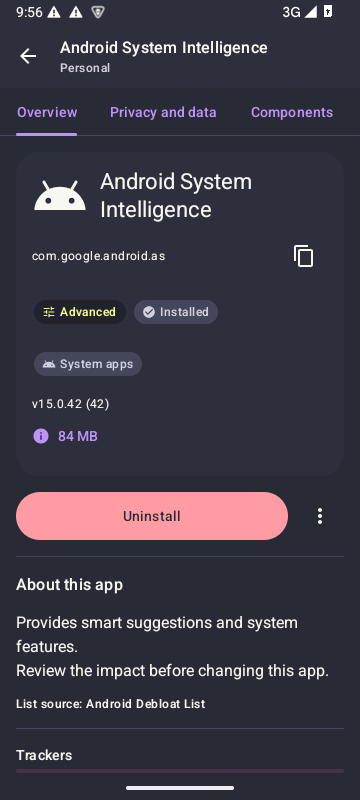 9:56
3G
Android System Intelligence
Personal
Overview
Privacy and data
Components
Android System
Intelligence
com.google.android.as
Advanced
Installed
System apps
v15.0.42 (42)
84 MB
Uninstall
About this app
Provides smart suggestions and system
features.
Review the impact before changing this app.
List source: Android Debloat List
Trackers